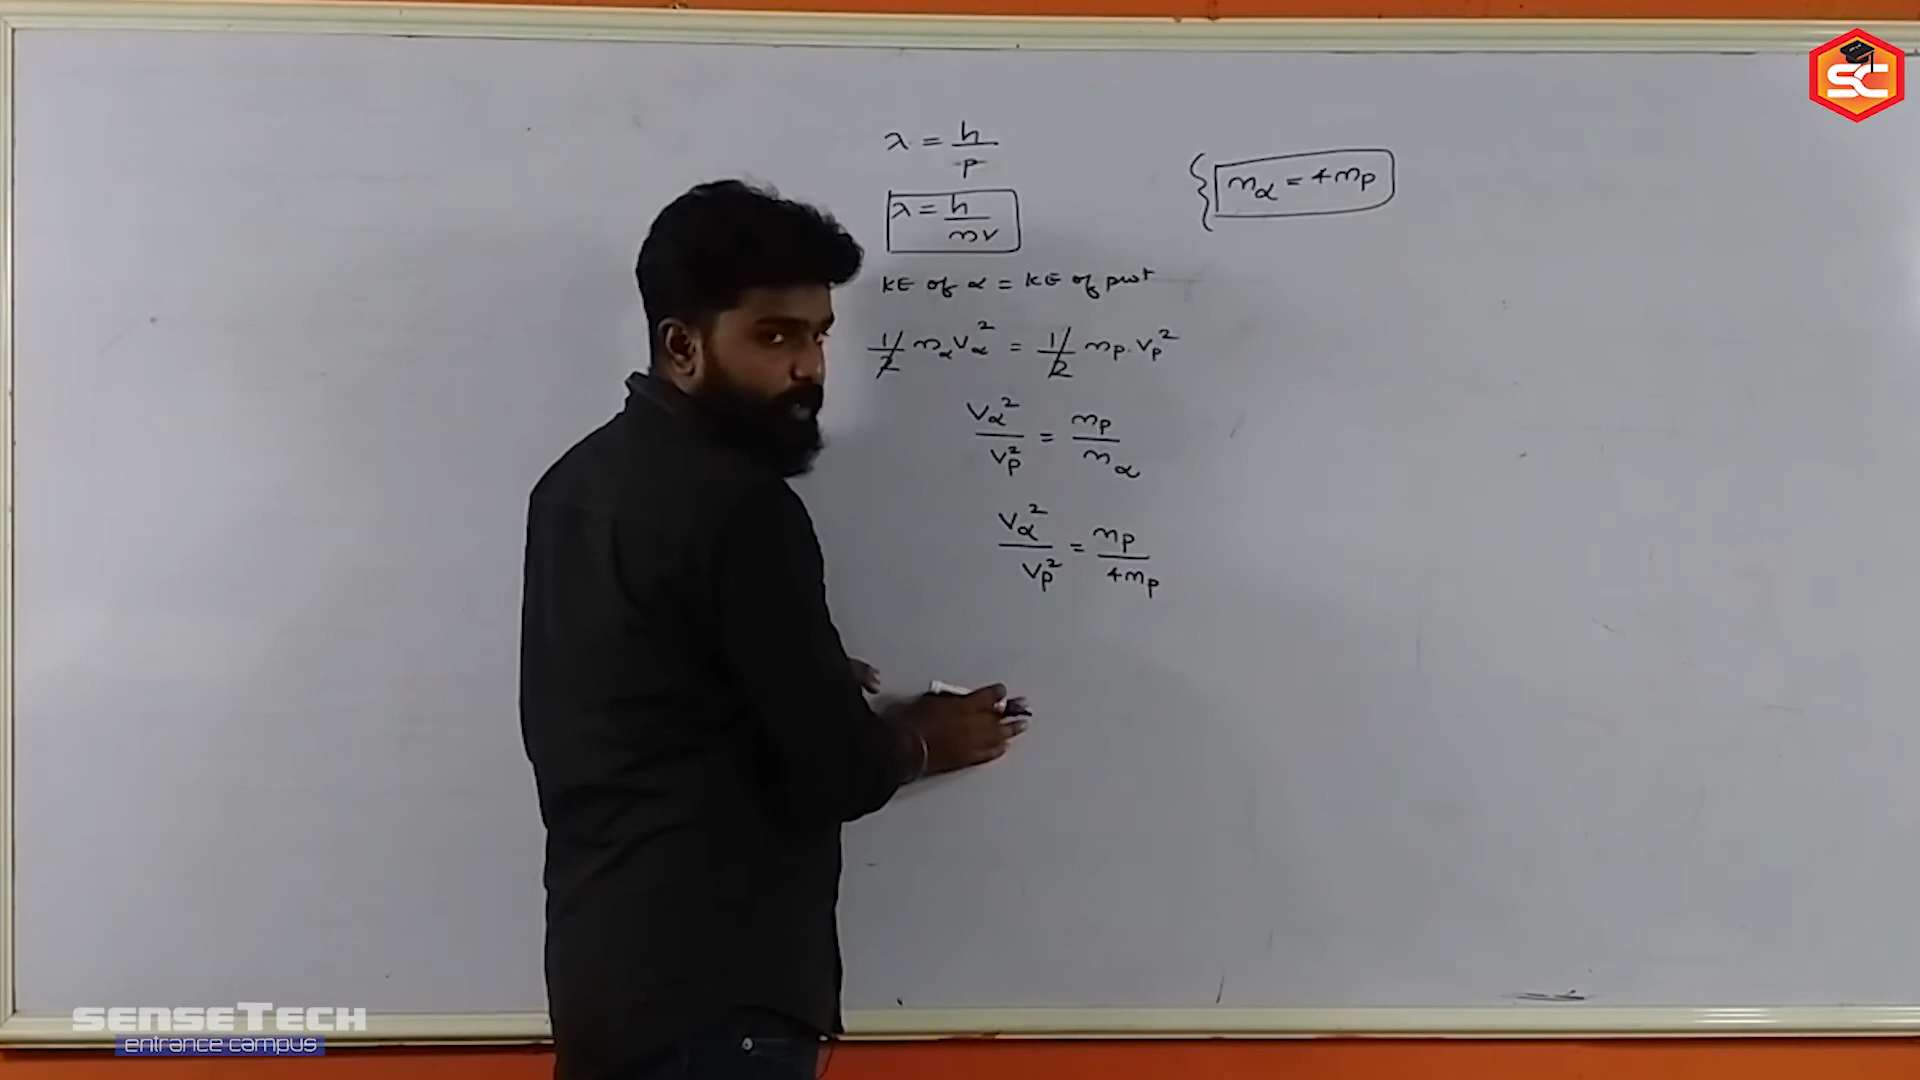 λ = h/p
λ = h/mv
{ mα = 4mp
KE of α = KE of prot
1/2 mα vα² = 1/2 mp . vp²
vα²/vp² = mp/mα
vα²/vp² = mp/4mp
SC
SENSETECH
entrance campus